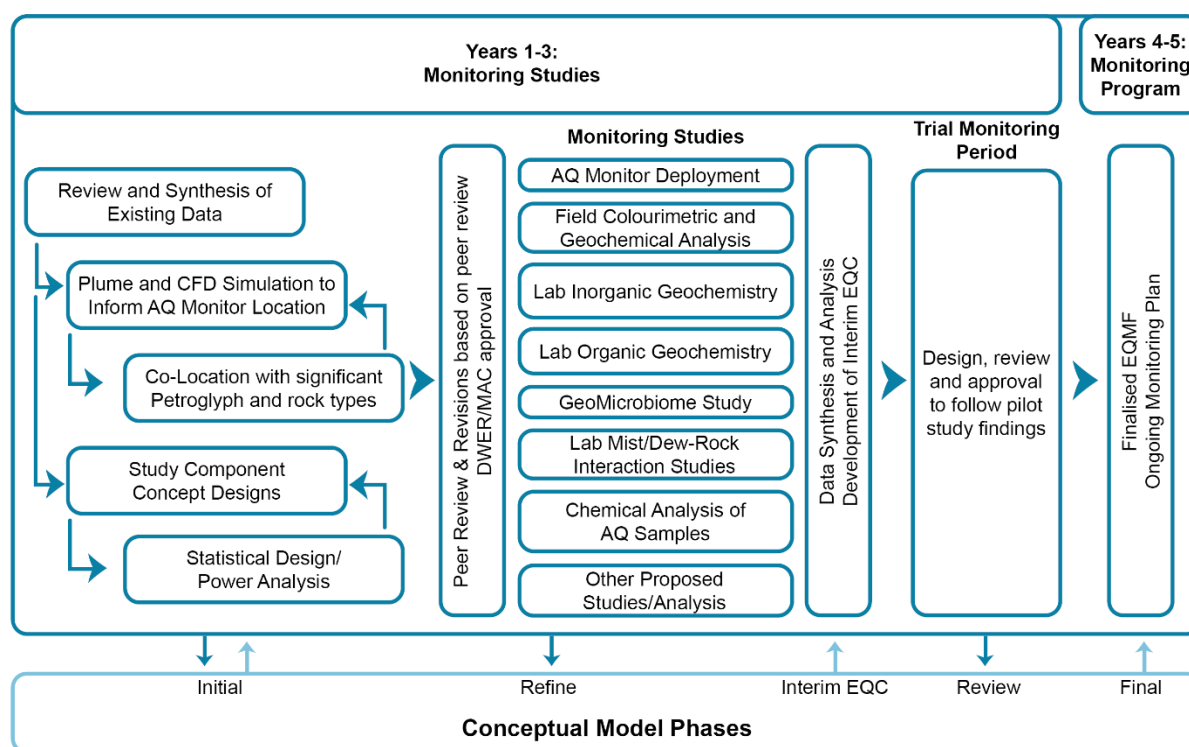 Years 1-3:
Monitoring Studies
Years 4-5:
Monitoring
Program
Review and Synthesis of
Existing Data
Plume and CFD Simulation to
Inform AQ Monitor Location
Co-Location with significant
Petroglyph and rock types
Study Component
Concept Designs
Statistical Design/
Power Analysis
Peer Review & Revisions based on peer review
DWER/MAC approval
Monitoring Studies
AQ Monitor Deployment
Field Colourimetric and
Geochemical Analysis
Lab Inorganic Geochemistry
Lab Organic Geochemistry
GeoMicrobiome Study
Lab Mist/Dew-Rock
Interaction Studies
Chemical Analysis of
AQ Samples
Other Proposed
Studies/Analysis
Data Synthesis and Analysis
Development of Interim EQC
Trial Monitoring
Period
Design, review
and approval
to follow pilot
study findings
Finalised EQMF
Ongoing Monitoring Plan
Initial
Refine
Interim EQC
Review
Final
Conceptual Model Phases